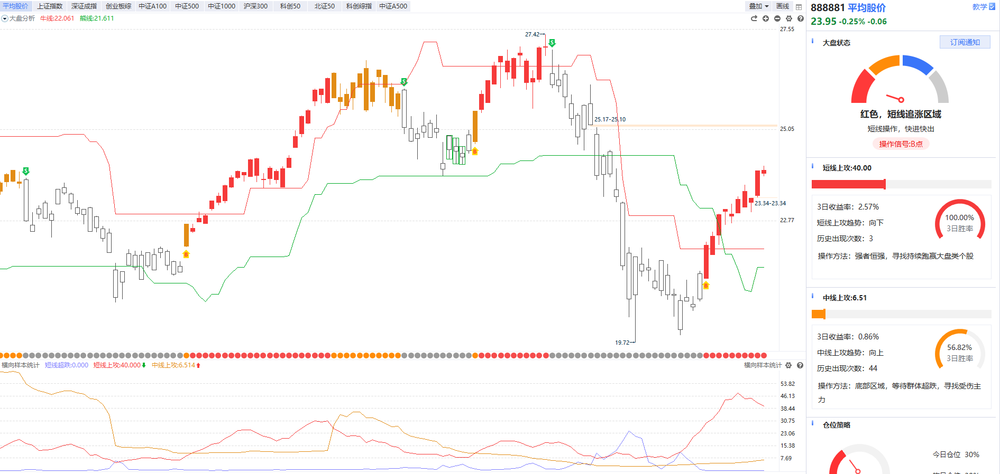 平均股价 上证指数 深证成指 创业板综 中证A100 中证500 中证1000 沪深300 科创50 北证50 科创综指 中证A500 叠加 画线
大盘分析 牛线:22.061 熊线:21.611
27.55
27.42
S
S
25.17-25.10
25.05
B
S
23.34-23.34
22.77
B
B
19.72
横向样本统计 短线超跌:0.000 短线上攻:40.000 中线上攻:6.514 横向样本统计
53.82
46.13
38.44
30.75
23.06
15.38
7.69
888881 平均股价 教学
23.95 -0.25% -0.06
大盘状态 订阅通知
红色，短线追涨区域
短线操作，快进快出
操作信号:B点
短线上攻:40.00
3日收益率：2.57%
短线上攻趋势：向下
历史出现次数：3
100.00%
3日胜率
操作方法：强者恒强，寻找持续跑赢大盘类个股
中线上攻:6.51
3日收益率：0.86%
中线上攻趋势：向上
历史出现次数：44
56.82%
3日胜率
操作方法：底部区域，等待群体超跌，寻找受伤主
力
仓位策略
今日仓位 30%